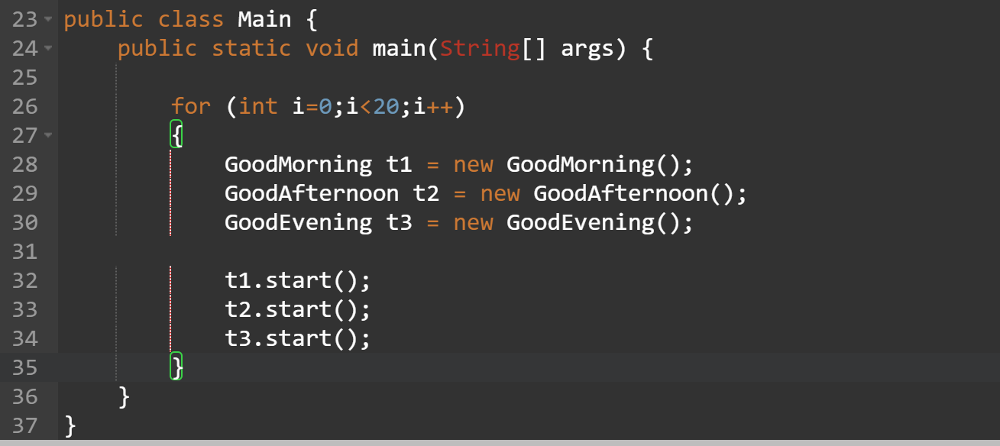 23 public class Main {
24     public static void main(String[] args) {
25
26         for (int i=0;i<20;i++)
27         {
28             GoodMorning t1 = new GoodMorning();
29             GoodAfternoon t2 = new GoodAfternoon();
30             GoodEvening t3 = new GoodEvening();
31
32             t1.start();
33             t2.start();
34             t3.start();
35         }
36     }
37 }